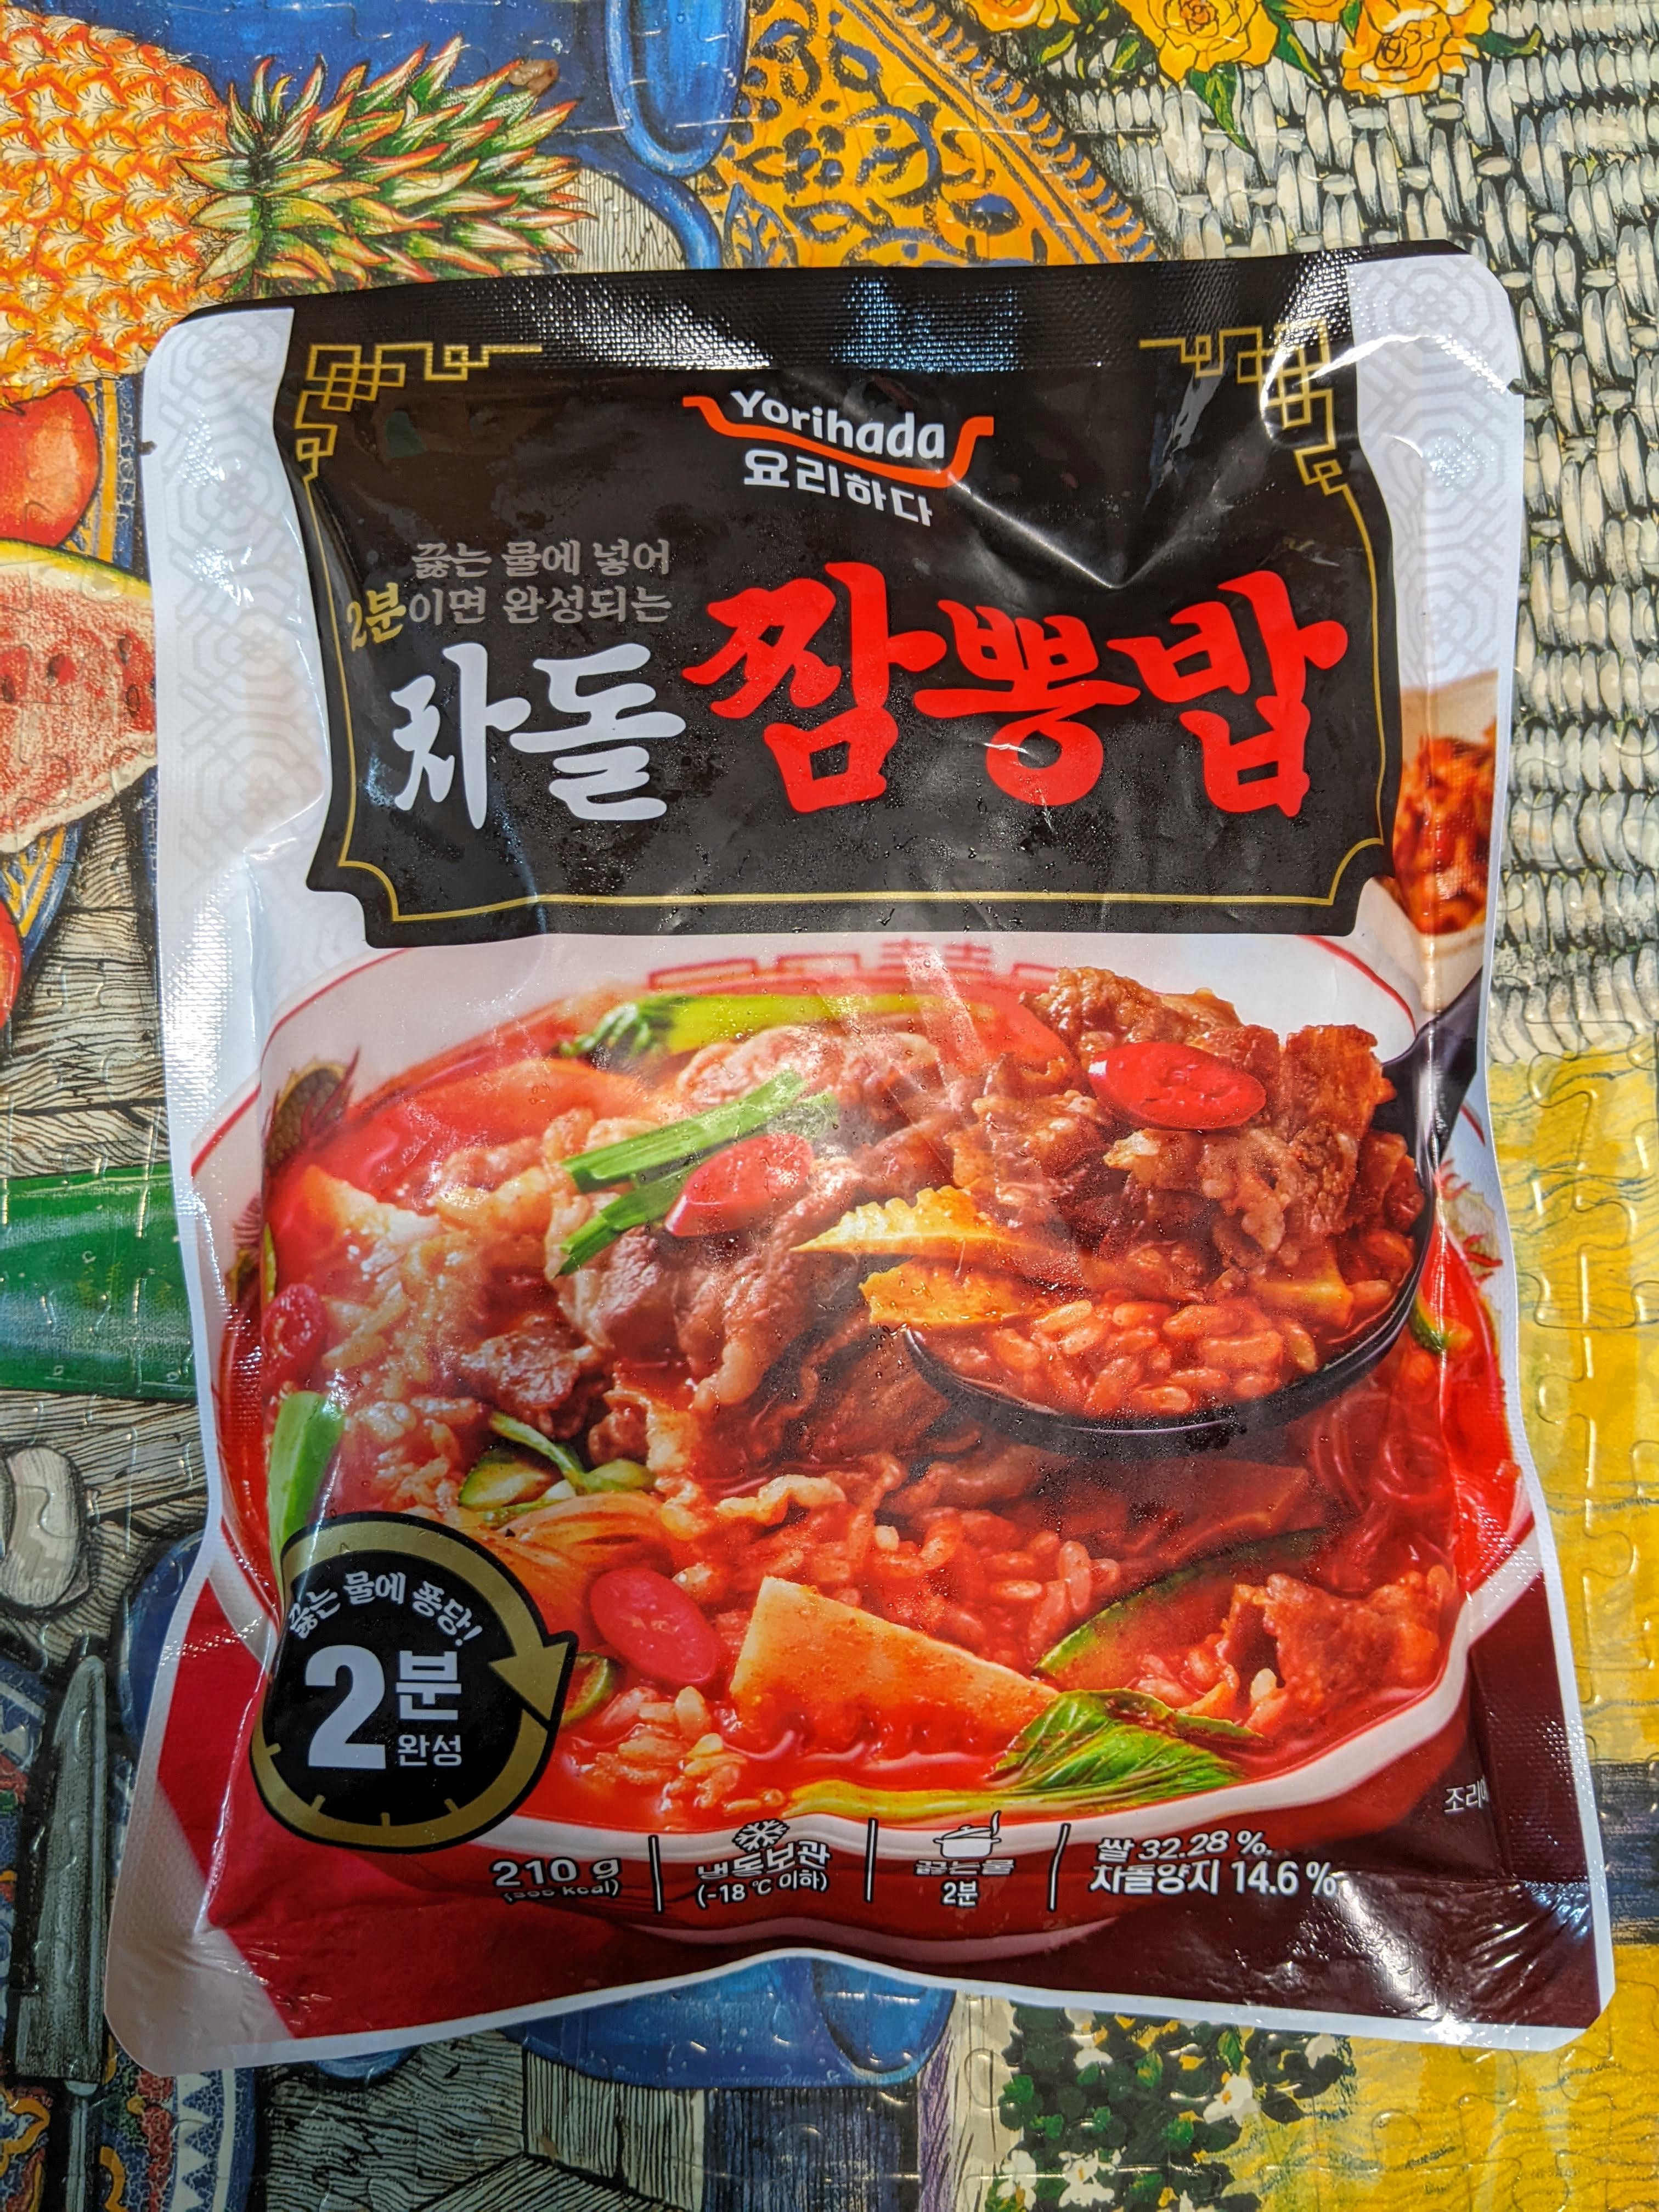 Yorihada
요리하다
끓는 물에 넣어
2분이면 완성되는
차돌 짬뽕밥
끓는 물에 퐁당!
2분
완성
210 g
냉동보관
(-18 ℃ 이하)
끓는물
2분
쌀 32.28 %,
차돌양지 14.6 %